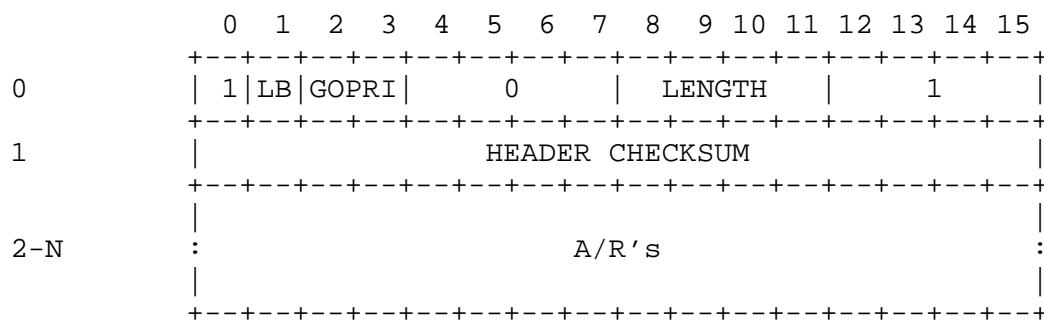 0  1  2  3  4  5  6  7  8  9 10 11 12 13 14 15
              +--+--+--+--+--+--+--+--+--+--+--+--+--+--+--+--+
0             | 1|LB|GOPRI|     0     |  LENGTH   |     1     |
              +--+--+--+--+--+--+--+--+--+--+--+--+--+--+--+--+
1             |                HEADER CHECKSUM                |
              +--+--+--+--+--+--+--+--+--+--+--+--+--+--+--+--+
              |                                               |
2-N           :                     A/R's                     :
              |                                               |
              +--+--+--+--+--+--+--+--+--+--+--+--+--+--+--+--+